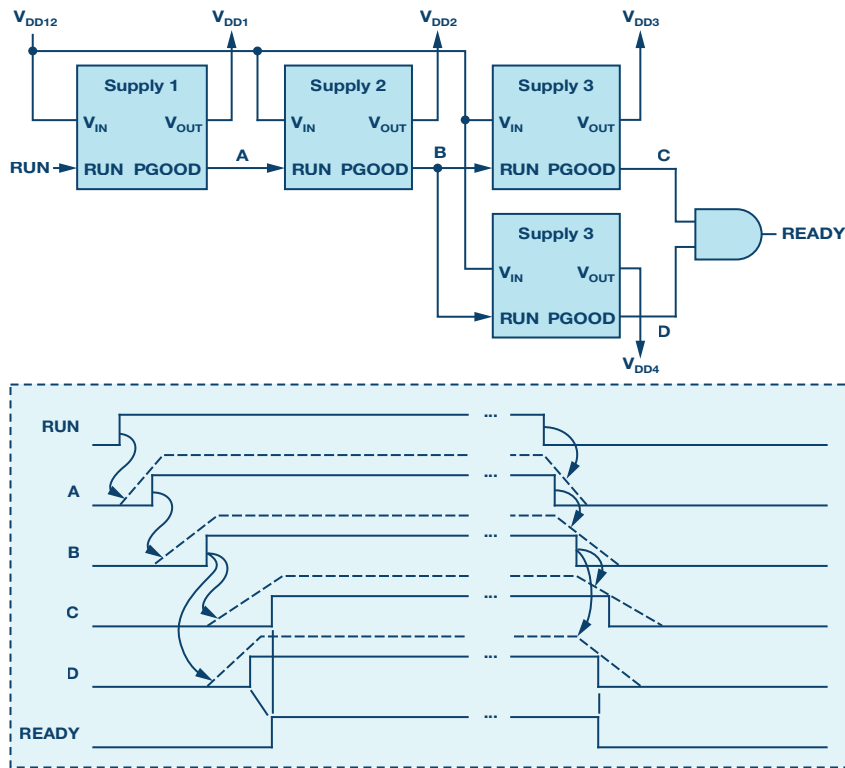 VDD12 VDD1 VDD2 VDD3
Supply 1 Supply 2 Supply 3
VIN VOUT VIN VOUT VIN VOUT
A B C
RUN RUN PGOOD RUN PGOOD RUN PGOOD
Supply 3
READY
VIN VOUT
RUN PGOOD
D
VDD4
RUN ...
A ...
B ...
C ...
D ...
READY ...